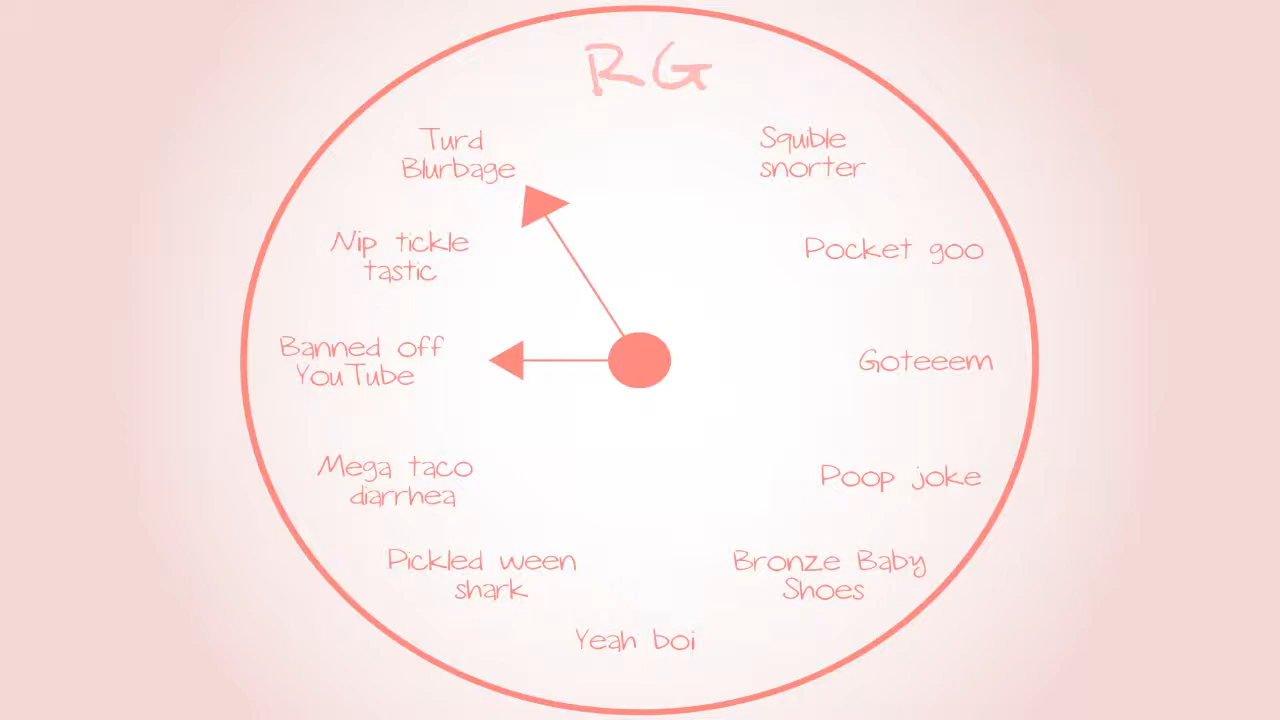 RG
Turd
Blurbage
Squible
snorter
Nip tickle
tastic
Pocket goo
Banned off
YouTube
Goteeem
Mega taco
diarrhea
Poop joke
Pickled ween
shark
Bronze Baby
Shoes
Yeah boi